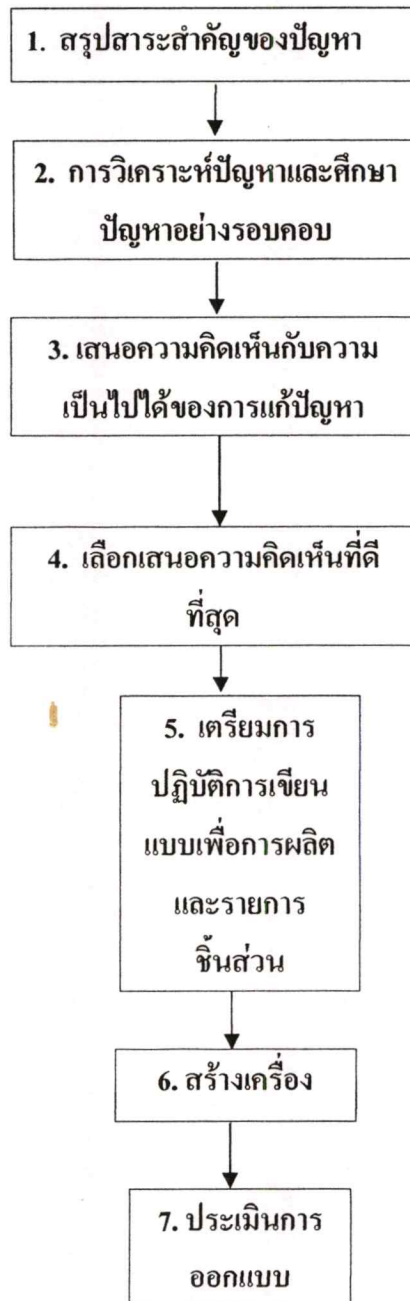 1. สรุปสาระสำคัญของปัญหา
2. การวิเคราะห์ปัญหาและศึกษา
ปัญหาอย่างรอบคอบ
3. เสนอความคิดเห็นกับความ
เป็นไปได้ของการแก้ปัญหา
4. เลือกเสนอความคิดเห็นที่ดี
ที่สุด
5. เตรียมการ
ปฏิบัติการเขียน
แบบเพื่อการผลิต
และรายการ
ชิ้นส่วน
6. สร้างเครื่อง
7. ประเมินการ
ออกแบบ